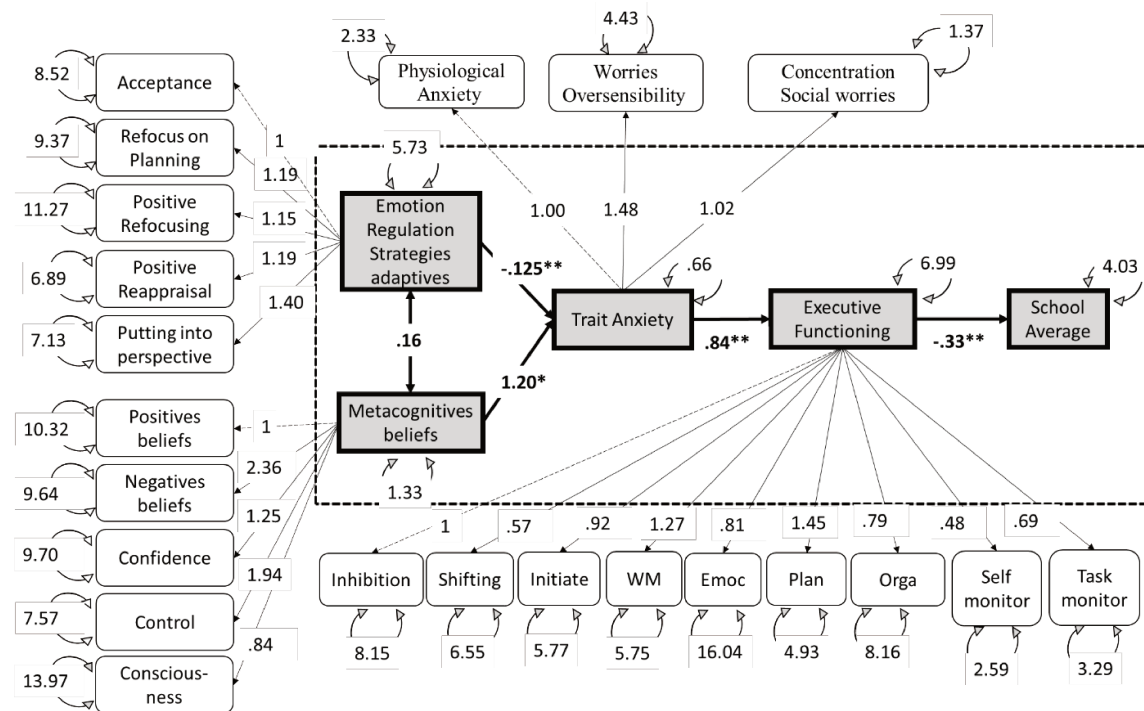 2.33
4.43
1.37
8.52
Acceptance
Physiological
Anxiety
Worries
Oversensibility
Concentration
Social worries
9.37
Refocus on
Planning
1
5.73
1.19
11.27
Positive
Refocusing
1.15
Emotion
Regulation
Strategies
adaptives
1.00
1.48
1.02
6.89
Positive
Reappraisal
1.19
-.125**
.66
6.99
4.03
7.13
Putting into
perspective
1.40
.16
Trait Anxiety
.84**
Executive
Functioning
-.33**
School
Average
1.20*
10.32
Positives
beliefs
1
Metacognitives
beliefs
9.64
Negatives
beliefs
2.36
1.33
9.70
Confidence
1.25
1
.57
.92
1.27
.81
1.45
.79
.48
.69
7.57
Control
1.94
Inhibition
Shifting
Initiate
WM
Emoc
Plan
Orga
Self
monitor
Task
monitor
13.97
Conscious-
ness
.84
8.15
6.55
5.77
5.75
16.04
4.93
8.16
2.59
3.29